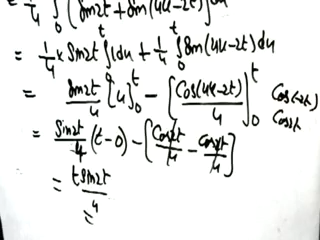 = 1/4 ∫₀ᵗ (Sin2t + Sin(4u-2t)) du
= 1/4 × Sin2t ∫ 1du + 1/4 ∫₀ᵗ Sin(4u-2t) du
= Sin2t/4 [u]₀ᵗ - [Cos(4u-2t)/4]₀ᵗ Cos(-2t)
Cos2t
= Sin2t/4 (t-0) - [Cos2t/4 - Cos2t/4]
= tSin2t/4